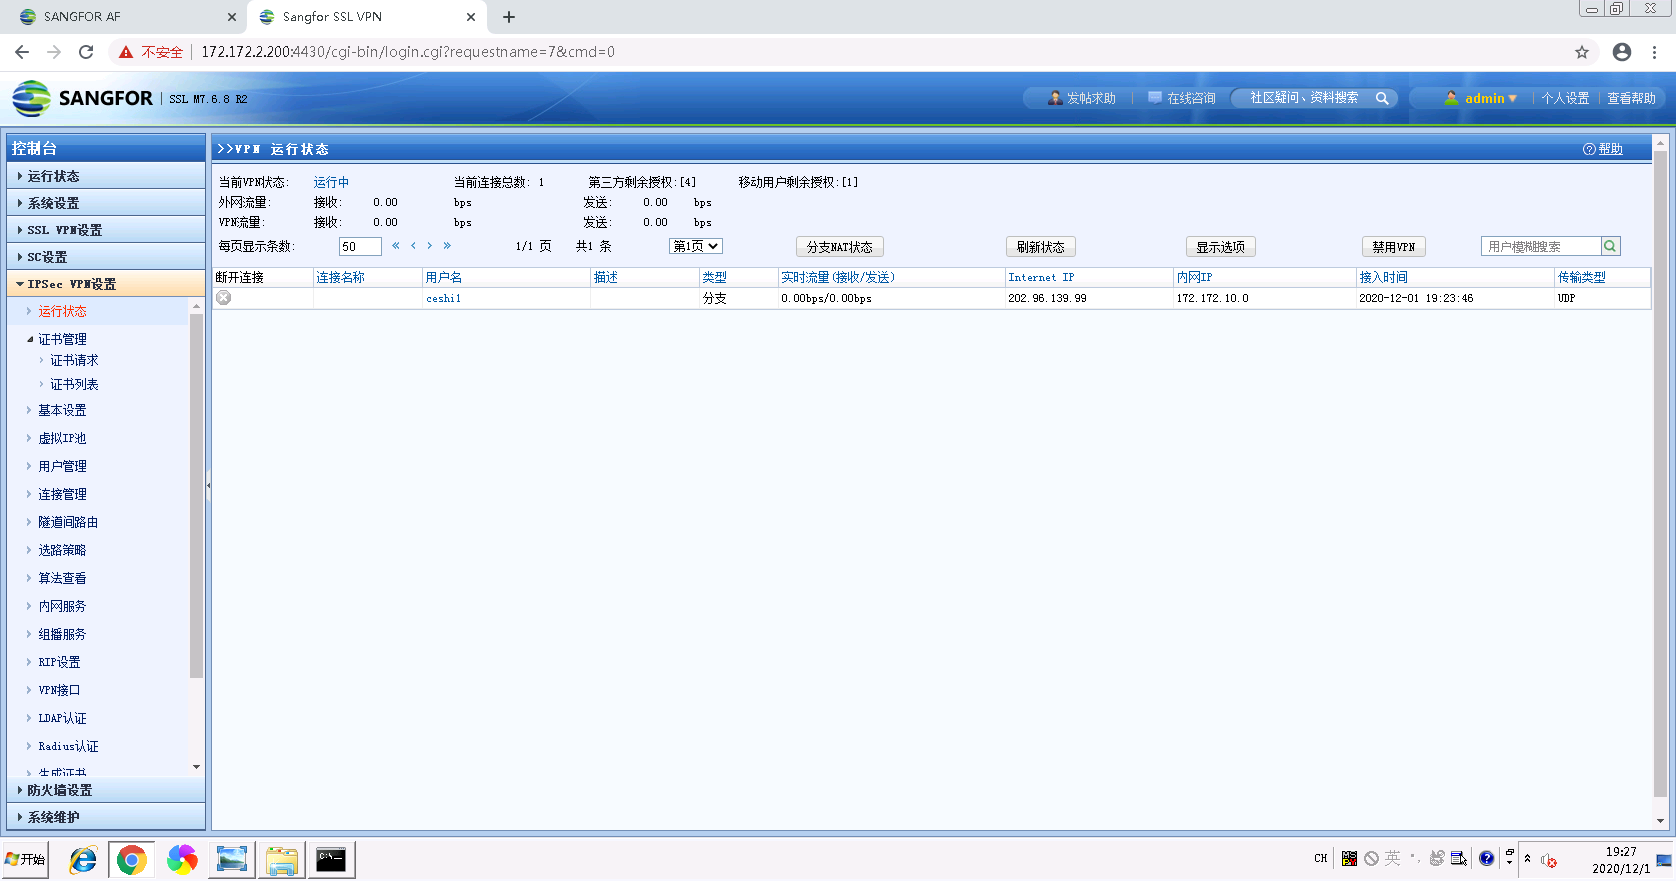 SANGFOR AF
Sangfor SSL VPN
不安全 172.172.2.200:4430/cgi-bin/login.cgi?requestname=7&cmd=0
SANGFOR SSL M7.6.8 R2
发帖求助 在线咨询 社区疑问、资料搜索 admin 个人设置 查看帮助
控制台
运行状态
系统设置
SSL VPN设置
SC设置
IPSec VPN设置
运行状态
证书管理
证书请求
证书列表
基本设置
虚拟IP池
用户管理
连接管理
隧道间路由
选路策略
算法查看
内网服务
组播服务
RIP设置
VPN接口
LDAP认证
Radius认证
生成证书
防火墙设置
系统维护
>>VPN 运行状态 帮助
当前VPN状态: 运行中 当前连接总数: 1 第三方剩余授权:[4] 移动用户剩余授权:[1]
外网流量: 接收: 0.00 bps 发送: 0.00 bps
VPN流量: 接收: 0.00 bps 发送: 0.00 bps
每页显示条数: 50 « ‹ › » 1/1 页 共1 条 第1页 分支NAT状态 刷新状态 显示选项 禁用VPN 用户模糊搜索
断开连接 连接名称 用户名 描述 类型 实时流量(接收/发送) Internet IP 内网IP 接入时间 传输类型
ceshi1 分支 0.00bps/0.00bps 202.96.139.99 172.172.10.0 2020-12-01 19:23:46 UDP
开始 C:\ CH 英 19:27
2020/12/1